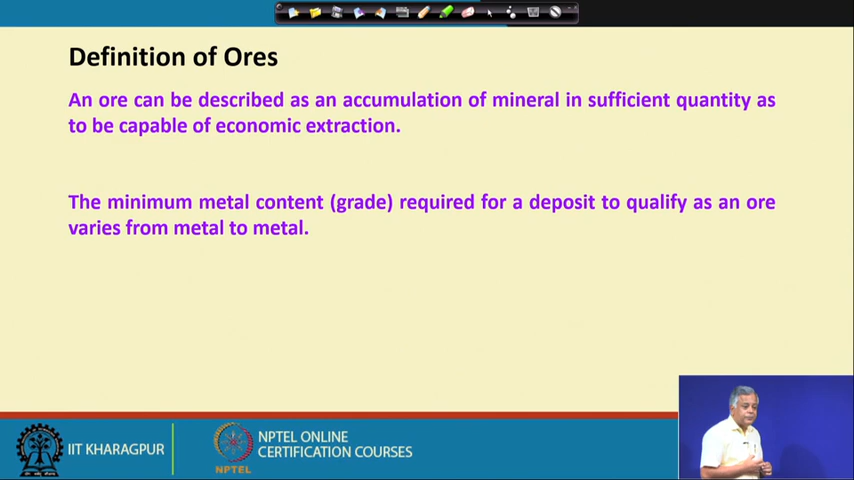 Definition of Ores
An ore can be described as an accumulation of mineral in sufficient quantity as
to be capable of economic extraction.
The minimum metal content (grade) required for a deposit to qualify as an ore
varies from metal to metal.
IIT KHARAGPUR
NPTEL
NPTEL ONLINE
CERTIFICATION COURSES